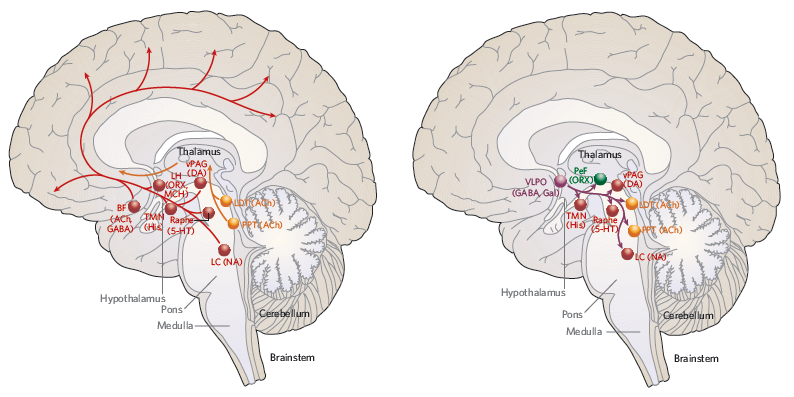 Thalamus
vPAG
(DA)
LH
(ORX,
MCH)
LDT (ACh)
BF
(ACh,
GABA)
TMN
(His)
Raphe
(5-HT)
PPT (ACh)
LC (NA)
Hypothalamus
Pons
Medulla
Cerebellum
Brainstem
Thalamus
PeF
(ORX)
vPAG
(DA)
VLPO
(GABA, Gal)
LDT (ACh)
TMN
(His)
Raphe
(5-HT)
PPT (ACh)
LC (NA)
Hypothalamus
Pons
Medulla
Cerebellum
Brainstem